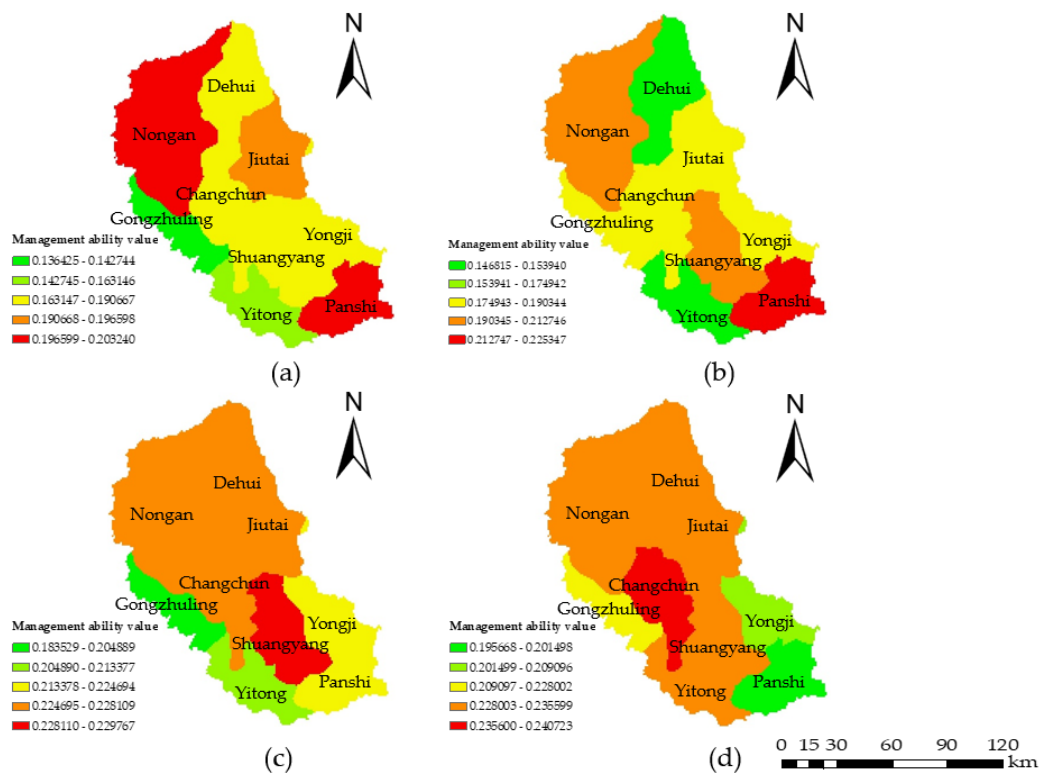 N
Dehui
Nongan
Jiutai
Changchun
Gongzhuling
Yongji
Shuangyang
Panshi
Yitong
Management ability value
0.136425 - 0.142744
0.142745 - 0.163146
0.163147 - 0.190667
0.190668 - 0.196598
0.196599 - 0.203240
(a)
N
Dehui
Nongan
Jiutai
Changchun
Gongzhuling
Yongji
Shuangyang
Panshi
Yitong
Management ability value
0.146815 - 0.153940
0.153941 - 0.174942
0.174943 - 0.190344
0.190345 - 0.212746
0.212747 - 0.225347
(b)
N
Dehui
Nongan
Jiutai
Changchun
Gongzhuling
Yongji
Shuangyang
Panshi
Yitong
Management ability value
0.183529 - 0.204889
0.204890 - 0.213377
0.213378 - 0.224694
0.224695 - 0.228109
0.228110 - 0.229767
(c)
N
Dehui
Nongan
Jiutai
Changchun
Gongzhuling
Yongji
Shuangyang
Panshi
Yitong
Management ability value
0.195668 - 0.201498
0.201499 - 0.209096
0.209097 - 0.228002
0.228003 - 0.235599
0.235600 - 0.240723
(d)
0 15 30 60 90 120
km